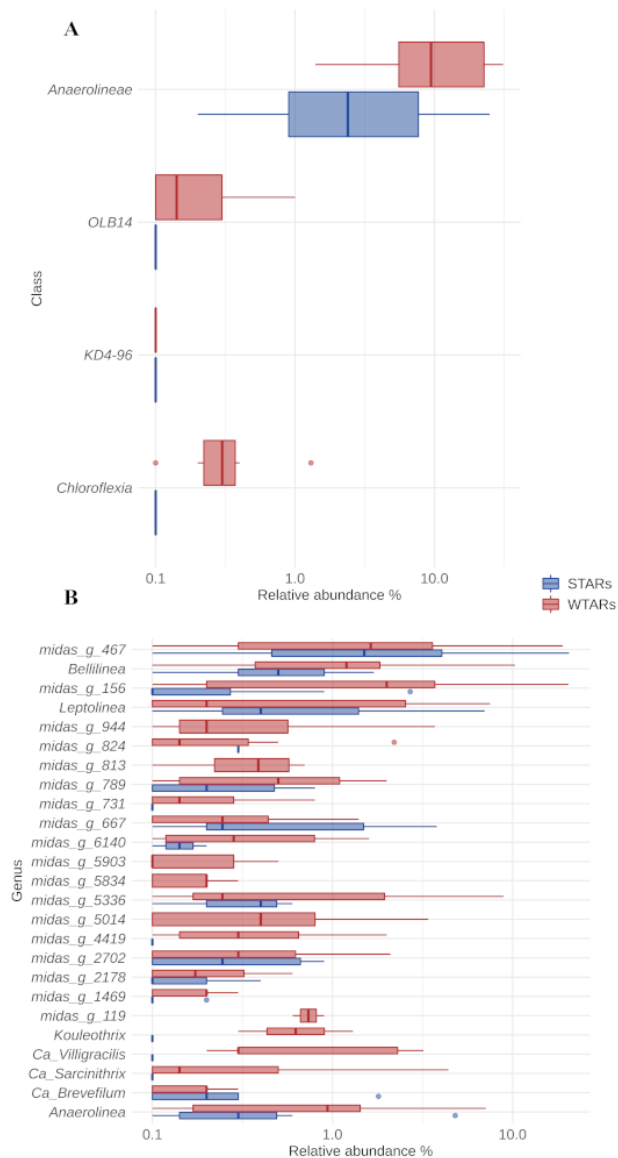 A
Anaerolineae
OLB14
Class
KD4-96
Chloroflexia
0.1 1.0 10.0
Relative abundance %
STARs
WTARs
B
midas_g_467
Bellilinea
midas_g_156
Leptolinea
midas_g_944
midas_g_824
midas_g_813
midas_g_789
midas_g_731
midas_g_667
midas_g_6140
Genus
midas_g_5903
midas_g_5834
midas_g_5336
midas_g_5014
midas_g_4419
midas_g_2702
midas_g_2178
midas_g_1469
midas_g_119
Kouleothrix
Ca_Villigracilis
Ca_Sarcinithrix
Ca_Brevefilum
Anaerolinea
0.1 1.0 10.0
Relative abundance %